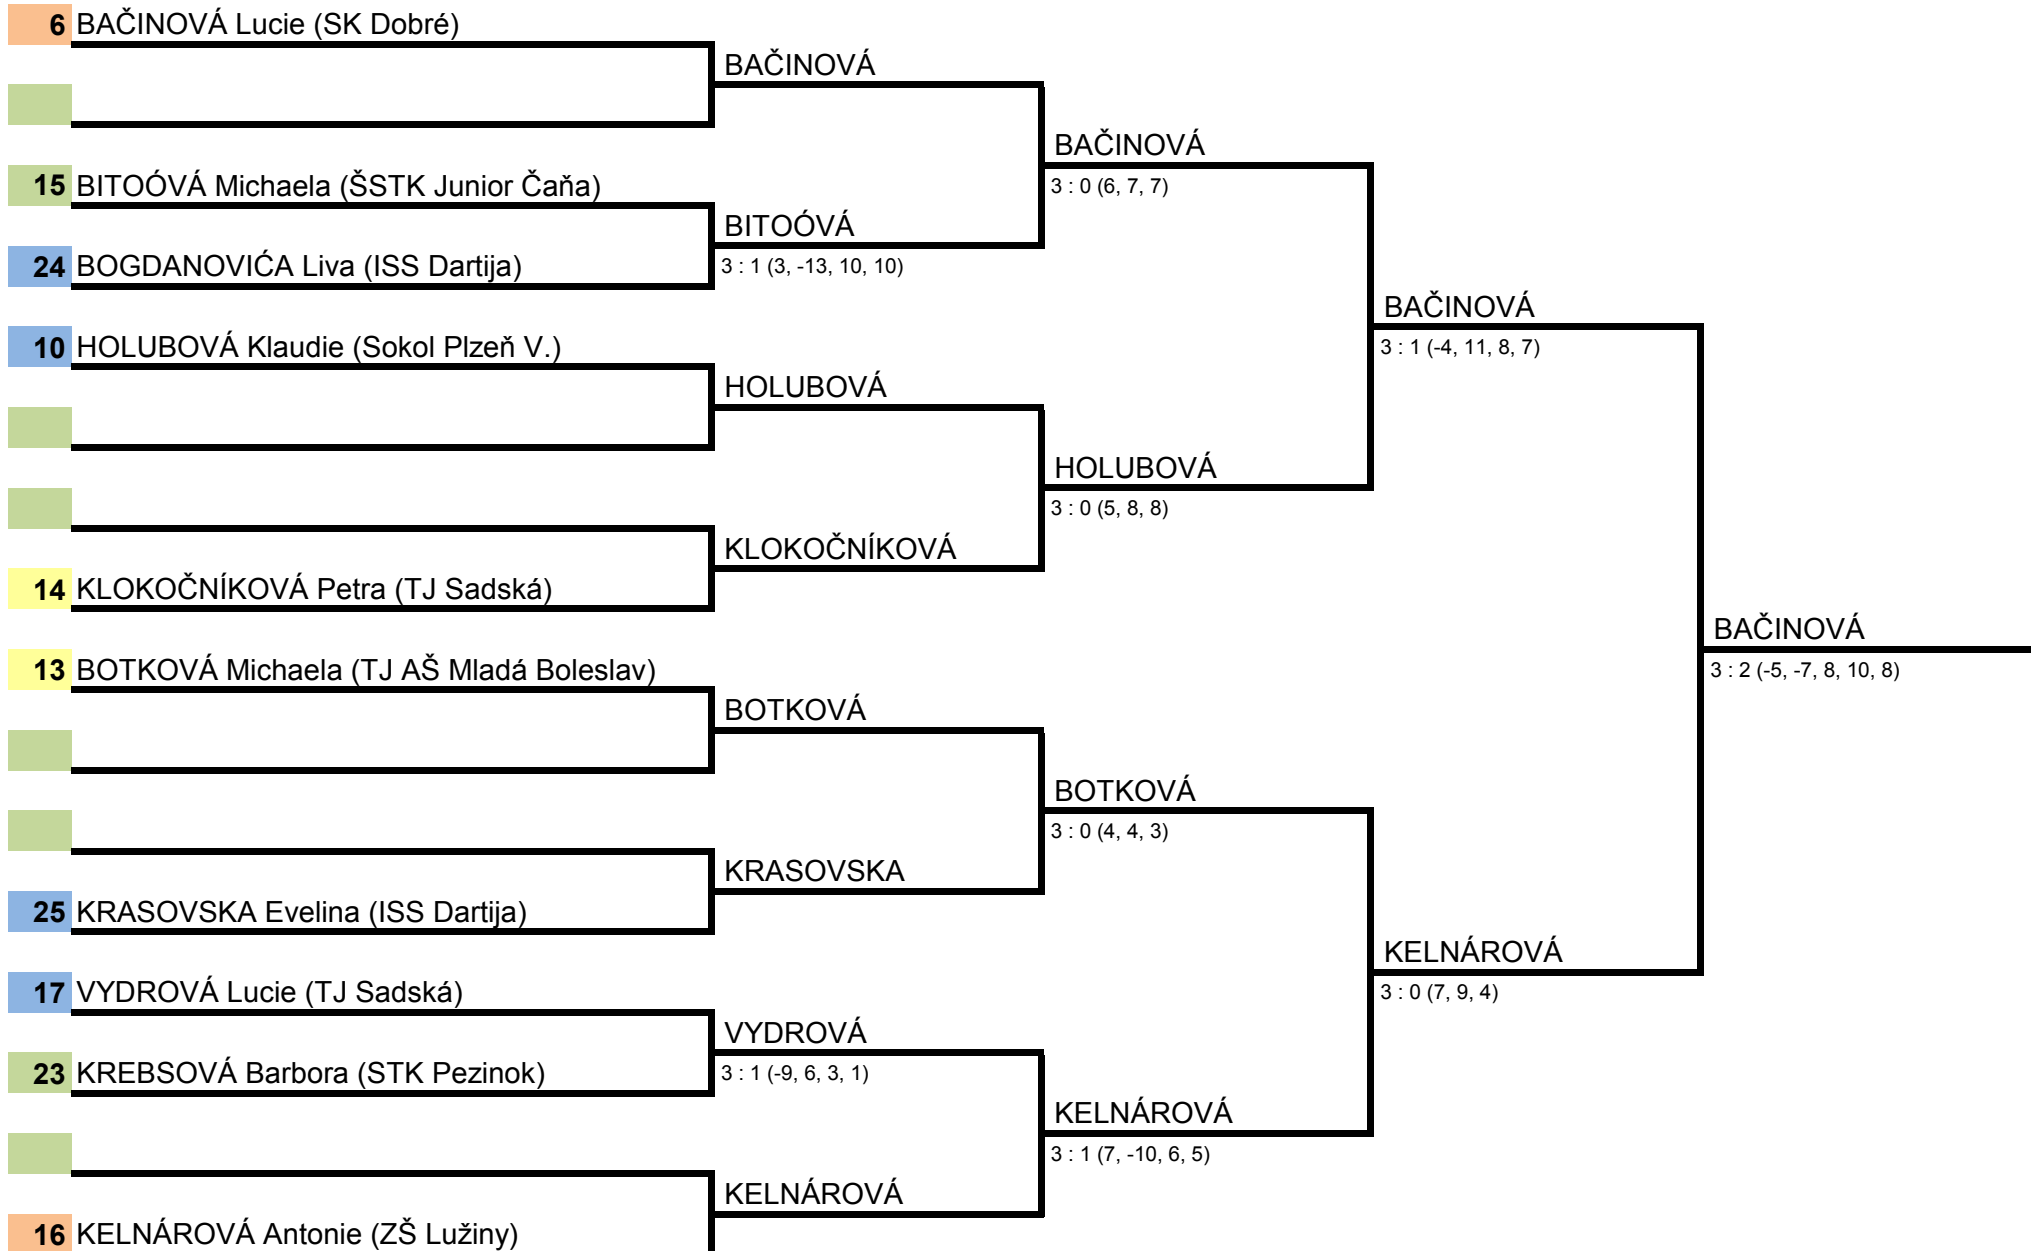 6 BAČINOVÁ Lucie (SK Dobré)
BAČINOVÁ
BAČINOVÁ
3 : 0 (6, 7, 7)
15 BITOÓVÁ Michaela (ŠSTK Junior Čaňa)
BITOÓVÁ
3 : 1 (3, -13, 10, 10)
24 BOGDANOVIĆA Liva (ISS Dartija)
BAČINOVÁ
3 : 1 (-4, 11, 8, 7)
10 HOLUBOVÁ Klaudie (Sokol Plzeň V.)
HOLUBOVÁ
HOLUBOVÁ
3 : 0 (5, 8, 8)
KLOKOČNÍKOVÁ
14 KLOKOČNÍKOVÁ Petra (TJ Sadská)
BAČINOVÁ
3 : 2 (-5, -7, 8, 10, 8)
13 BOTKOVÁ Michaela (TJ AŠ Mladá Boleslav)
BOTKOVÁ
BOTKOVÁ
3 : 0 (4, 4, 3)
KRASOVSKA
25 KRASOVSKA Evelina (ISS Dartija)
KELNÁROVÁ
3 : 0 (7, 9, 4)
17 VYDROVÁ Lucie (TJ Sadská)
VYDROVÁ
3 : 1 (-9, 6, 3, 1)
23 KREBSOVÁ Barbora (STK Pezinok)
KELNÁROVÁ
3 : 1 (7, -10, 6, 5)
KELNÁROVÁ
16 KELNÁROVÁ Antonie (ZŠ Lužiny)